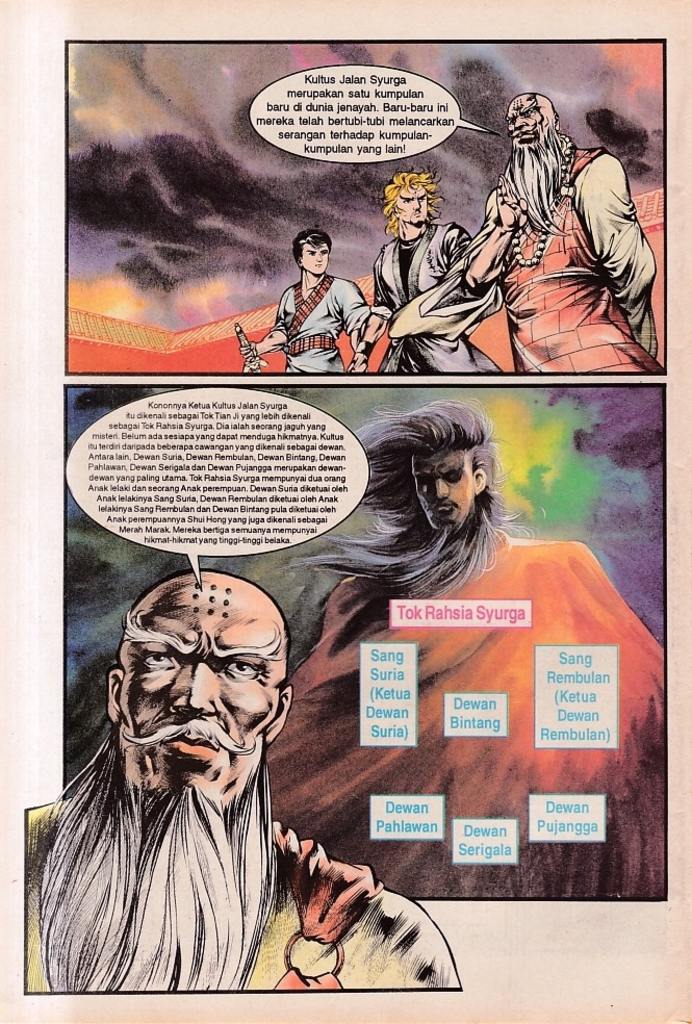 Kultus Jalan Syurga
merupakan satu kumpulan
baru di dunia jenayah. Baru-baru ini
mereka telah bertubi-tubi melancarkan
serangan terhadap kumpulan-
kumpulan yang lain!
Kononnya Ketua Kultus Jalan Syurga
itu dikenali sebagai Tok Tian Ji yang lebih dikenali
sebagai Tok Rahsia Syurga. Dia ialah seorang jaguh yang
misteri. Belum ada sesiapa yang dapat menduga hikmatnya. Kultus
itu terdiri daripada beberapa cawangan yang dikenali sebagai dewan.
Antara lain, Dewan Suria, Dewan Rembulan, Dewan Bintang, Dewan
Pahlawan, Dewan Serigala dan Dewan Pujangga merupakan dewan-
dewan yang paling utama. Tok Rahsia Syurga mempunyai dua orang
Anak lelaki dan seorang Anak perempuan. Dewan Suria diketuai oleh
Anak lelakinya Sang Suria, Dewan Rembulan diketuai oleh Anak
lelakinya Sang Rembulan dan Dewan Bintang pula diketuai oleh
Anak perempuannya Shui Hong yang juga dikenali sebagai
Merah Marak. Mereka bertiga semuanya mempunyai
hikmat-hikmat yang tinggi-tinggi belaka.
Tok Rahsia Syurga
Sang
Suria
(Ketua
Dewan
Suria)
Dewan
Bintang
Sang
Rembulan
(Ketua
Dewan
Rembulan)
Dewan
Pahlawan
Dewan
Serigala
Dewan
Pujangga